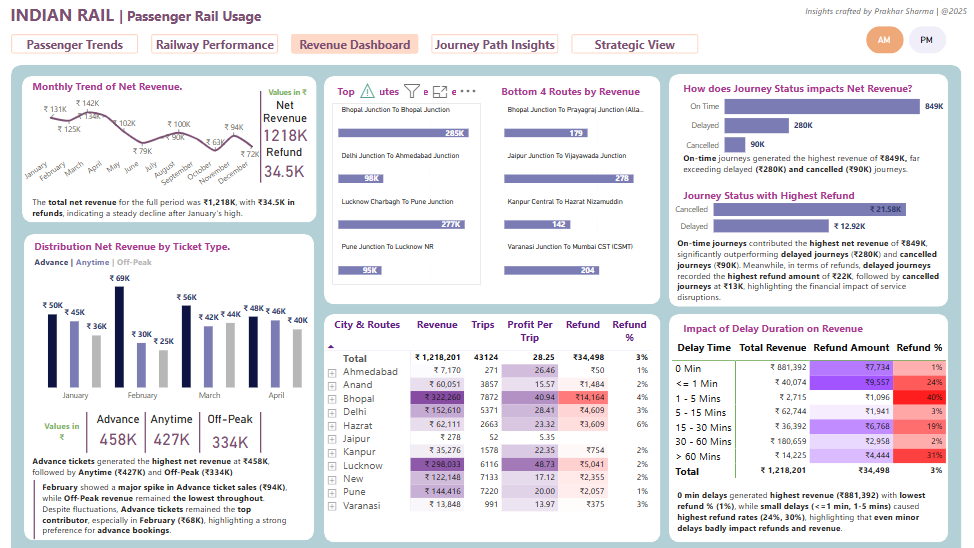 INDIAN RAIL | Passenger Rail Usage
Insights crafted by Prakhar Sharma | @2025
Passenger Trends
Railway Performance
Revenue Dashboard
Journey Path Insights
Strategic View
AM
PM
Monthly Trend of Net Revenue.
Values in ₹
₹ 131K
₹ 125K
₹ 142K
₹ 134K
₹ 102K
₹ 79K
₹ 100K
₹ 90K
₹ 63K
₹ 94K
₹ 72K
January
February
March
April
May
June
July
August
September
October
November
December
Net Revenue
1218K
Refund
34.5K
The total net revenue for the full period was ₹1,218K, with ₹34.5K in
refunds, indicating a steady decline after January's high.
Top utes e e
Bhopal Junction To Bhopal Junction
285K
Delhi Junction To Ahmedabad Junction
98K
Lucknow Charbagh To Pune Junction
277K
Pune Junction To Lucknow NR
95K
Bottom 4 Routes by Revenue
Bhopal Junction To Prayagraj Junction (Alla...
179
Jaipur Junction To Vijayawada Junction
278
Kanpur Central To Hazrat Nizamuddin
142
Varanasi Junction To Mumbai CST (CSMT)
204
How does Journey Status impacts Net Revenue?
On Time 849K
Delayed 280K
Cancelled 90K
On-time journeys generated the highest revenue of ₹849K, far
exceeding delayed (₹280K) and cancelled (₹90K) journeys.
Journey Status with Highest Refund
Cancelled ₹ 21.58K
Delayed ₹ 12.92K
On-time journeys contributed the highest net revenue of ₹849K,
significantly outperforming delayed journeys (₹280K) and cancelled
journeys (₹90K). Meanwhile, in terms of refunds, delayed journeys
recorded the highest refund amount of ₹22K, followed by cancelled
journeys at ₹13K, highlighting the financial impact of service
disruptions.
Distribution Net Revenue by Ticket Type.
Advance | Anytime | Off-Peak
₹ 50K
₹ 45K
₹ 36K
₹ 69K
₹ 30K
₹ 25K
₹ 56K
₹ 42K
₹ 44K
₹ 48K
₹ 46K
₹ 40K
January
February
March
April
Values in ₹
Advance
458K
Anytime
427K
Off-Peak
334K
Advance tickets generated the highest net revenue at ₹458K,
followed by Anytime (₹427K) and Off-Peak (₹334K)
February showed a major spike in Advance ticket sales (₹94K),
while Off-Peak revenue remained the lowest throughout.
Despite fluctuations, Advance tickets remained the top
contributor, especially in February (₹68K), highlighting a strong
preference for advance bookings.
City & Routes Revenue Trips Profit Per Trip Refund Refund %
Total ₹ 1,218,201 43124 28.25 ₹34,498 3%
Ahmedabad ₹ 7,170 271 26.46 ₹50 1%
Anand ₹ 60,051 3857 15.57 ₹1,484 2%
Bhopal ₹ 322,260 7872 40.94 ₹14,164 4%
Delhi ₹ 152,610 5371 28.41 ₹4,609 3%
Hazrat ₹ 62,111 2663 23.32 ₹3,609 6%
Jaipur ₹ 278 52 5.35
Kanpur ₹ 35,276 1578 22.35 ₹754 2%
Lucknow ₹ 298,033 6116 48.73 ₹5,041 2%
New ₹ 122,148 7133 17.12 ₹2,355 2%
Pune ₹ 144,416 7220 20.00 ₹2,057 1%
Varanasi ₹ 13,848 991 13.97 ₹375 3%
Impact of Delay Duration on Revenue
Delay Time Total Revenue Refund Amount Refund %
0 Min ₹ 881,392 ₹7,734 1%
<= 1 Min ₹ 40,074 ₹9,557 24%
1 - 5 Mins ₹ 2,715 ₹1,096 40%
5 - 15 Mins ₹ 62,744 ₹1,941 3%
15 - 30 Mins ₹ 36,392 ₹6,768 19%
30 - 60 Mins ₹ 180,659 ₹2,958 2%
> 60 Mins ₹ 14,225 ₹4,444 31%
Total ₹ 1,218,201 ₹34,498 3%
0 min delays generated highest revenue (₹881,392) with lowest
refund % (1%), while small delays (<=1 min, 1-5 mins) caused
highest refund rates (24%, 30%), highlighting that even minor
delays badly impact refunds and revenue.